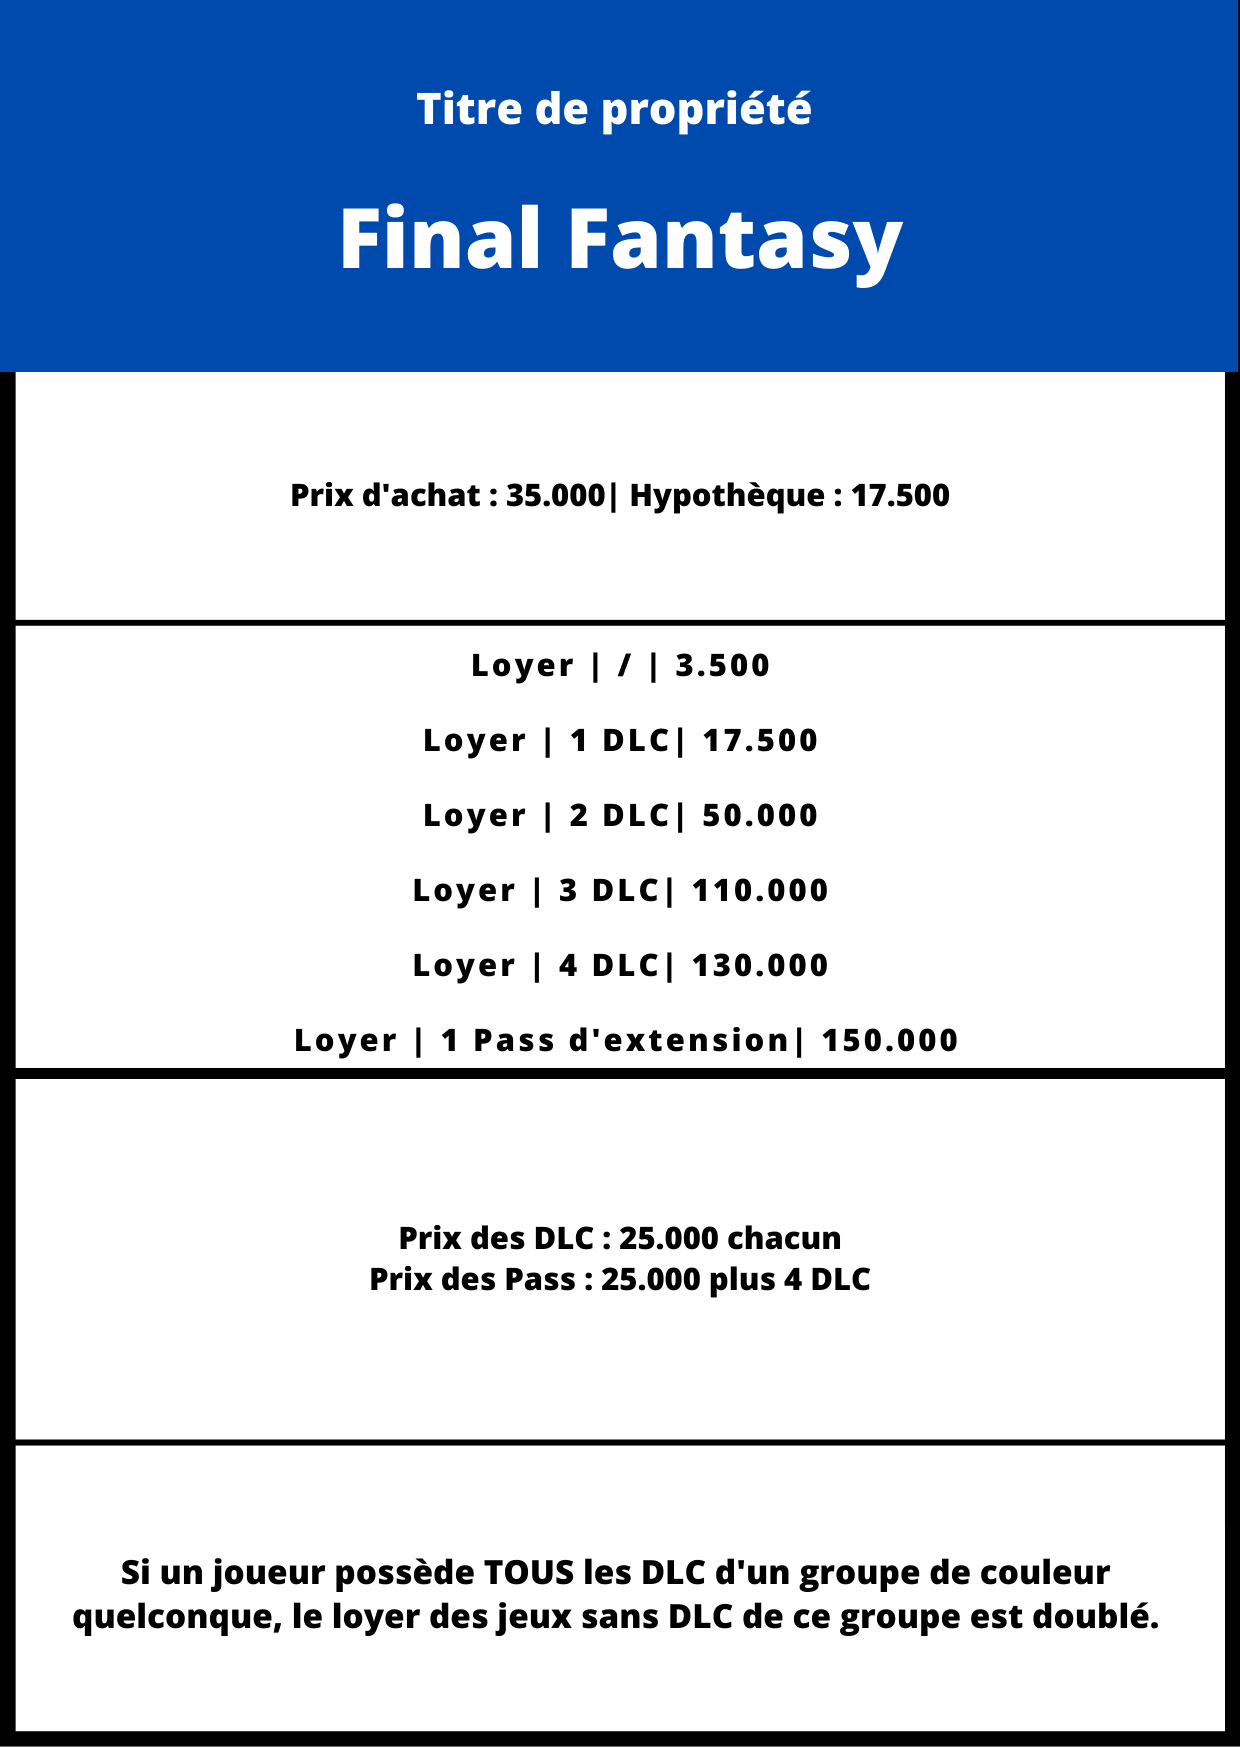 Titre de propriété
Final Fantasy
Prix d'achat : 35.000| Hypothèque : 17.500
Loyer | / | 3.500
Loyer | 1 DLC| 17.500
Loyer | 2 DLC| 50.000
Loyer | 3 DLC| 110.000
Loyer | 4 DLC| 130.000
Loyer | 1 Pass d'extension| 150.000
Prix des DLC : 25.000 chacun
Prix des Pass : 25.000 plus 4 DLC
Si un joueur possède TOUS les DLC d'un groupe de couleur
quelconque, le loyer des jeux sans DLC de ce groupe est doublé.